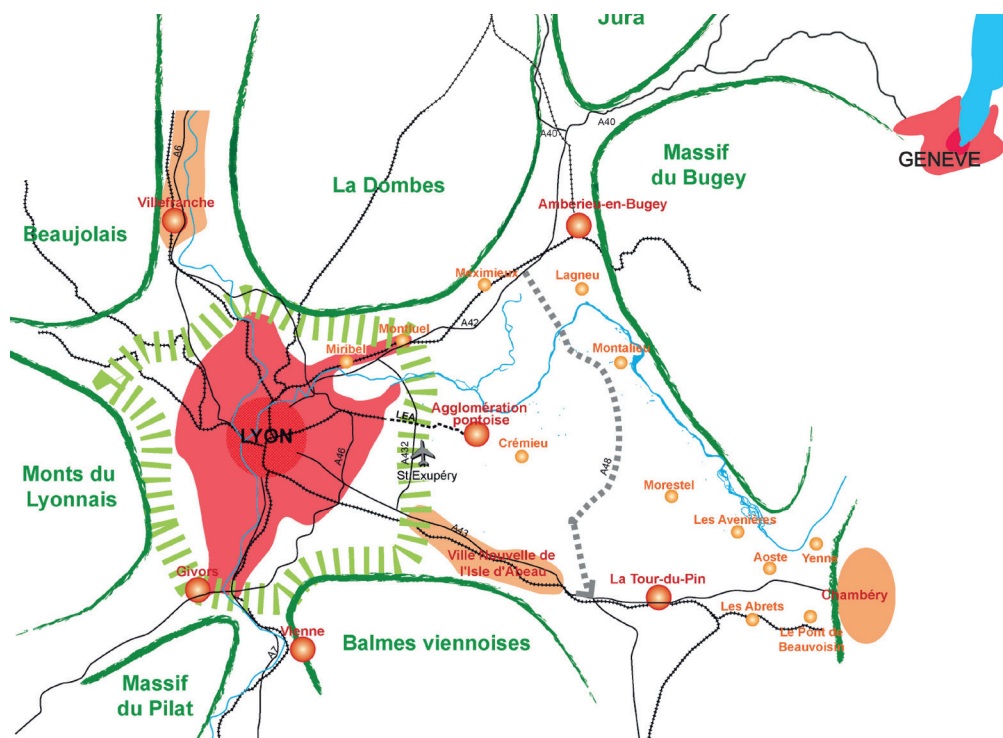 Jura
A40
A40
GENEVE
A6
Massif
du Bugey
La Dombes
Villefranche
Ambérieu-en-Bugey
Beaujolais
Meximieux
Lagneu
A42
Montluel
Miribel
Montalieu
LEA
Agglomération
pontoise
LYON
Crémieu
A46
A432
St Exupéry
A48
Monts du
Lyonnais
Morestel
Les Avenières
A43
Ville Nouvelle de
l'Isle d'Abeau
Aoste
Yenne
Givors
La Tour-du-Pin
Chambéry
Les Abrets
Le Pont de
Beauvoisin
Vienne
Balmes viennoises
A7
Massif
du Pilat